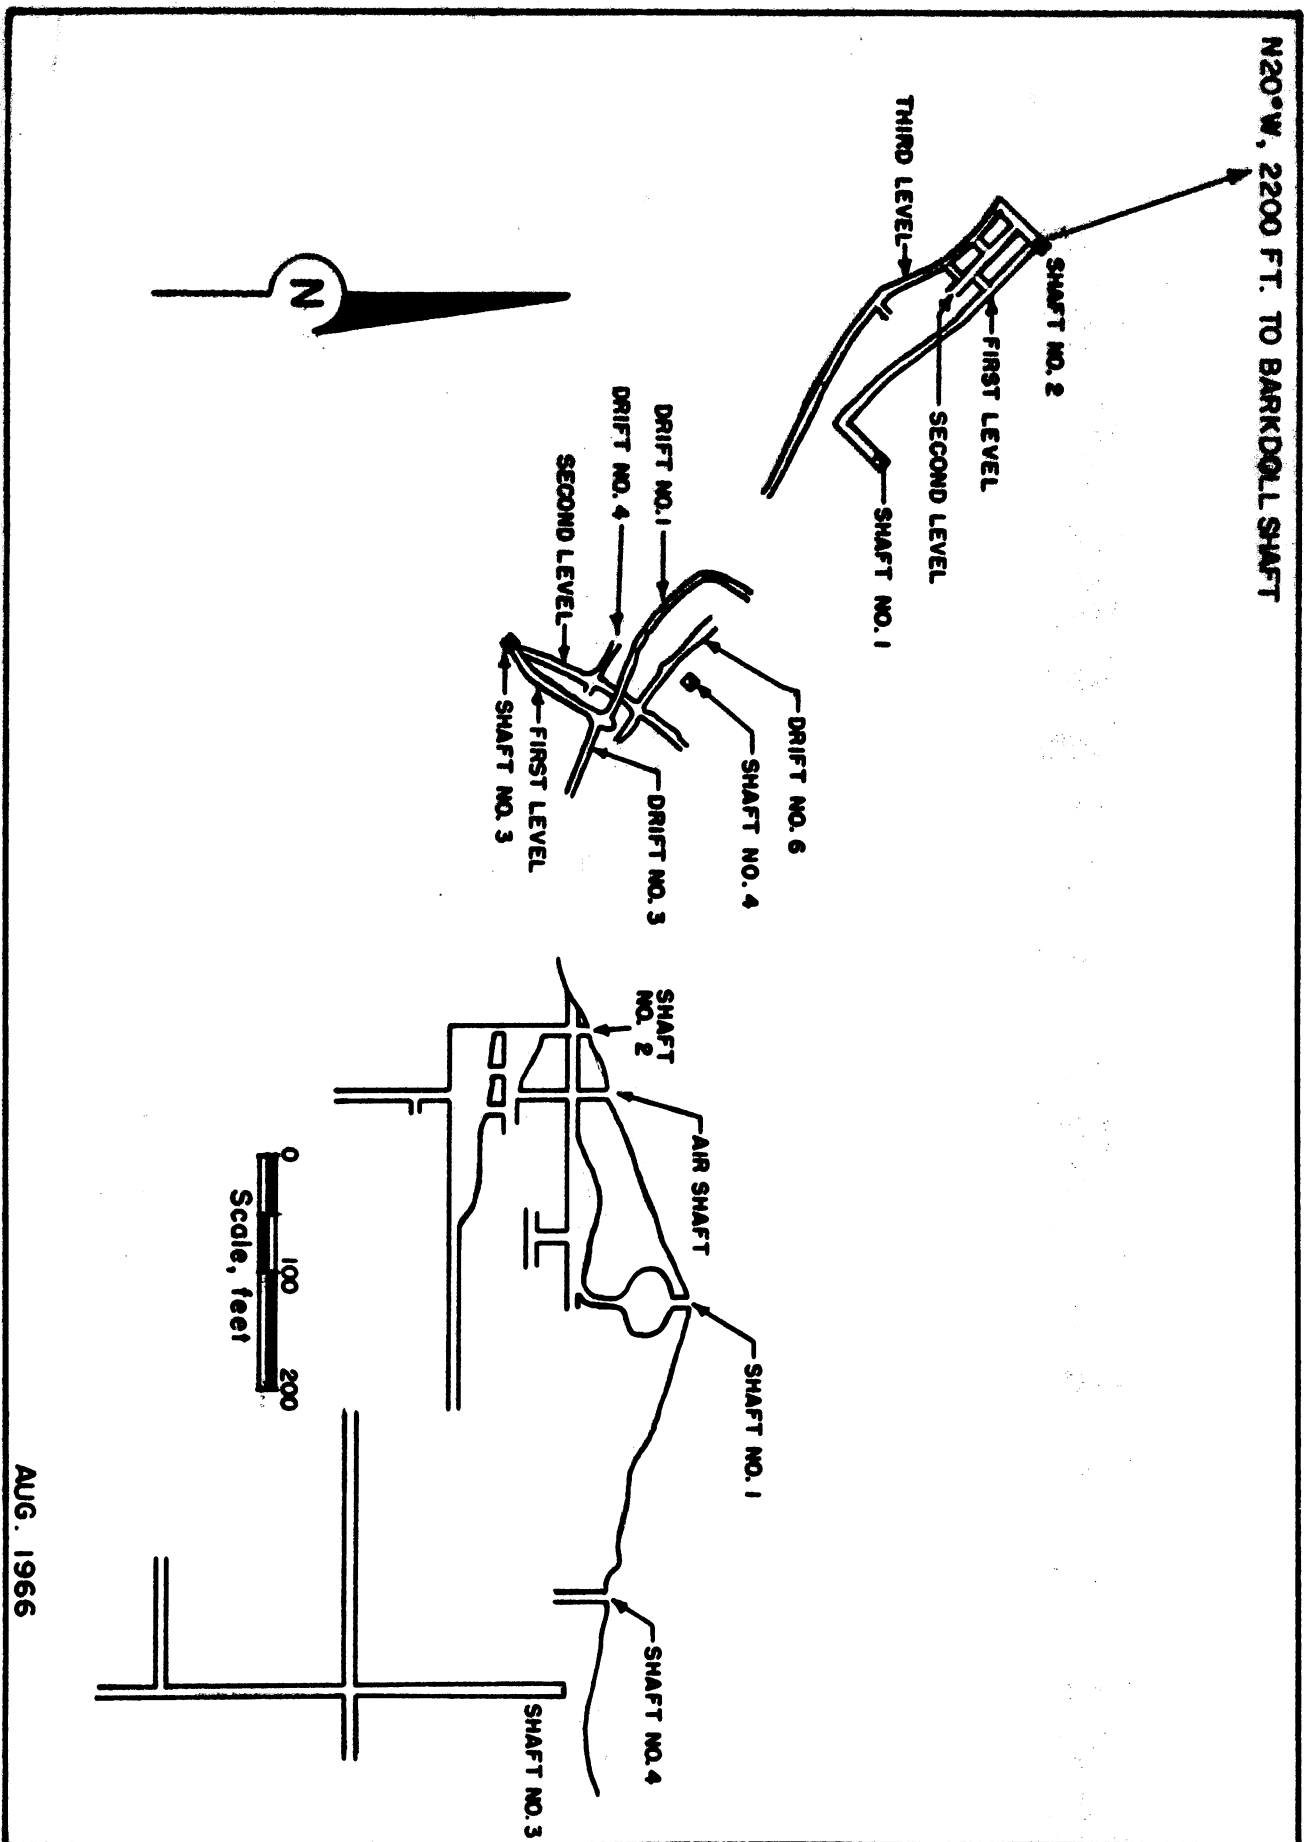 N20°W, 2200 FT. TO BARKDOLL SHAFT
SHAFT NO. 2
FIRST LEVEL
SECOND LEVEL
THIRD LEVEL
SHAFT NO. 1
DRIFT NO. 6
SHAFT NO. 4
DRIFT NO. 1
DRIFT NO. 4
SECOND LEVEL
DRIFT NO. 3
FIRST LEVEL
SHAFT NO. 3
N
SHAFT
NO. 2
AIR SHAFT
SHAFT NO. 1
SHAFT NO. 4
SHAFT NO. 3
0 100 200
Scale, feet
AUG. 1966